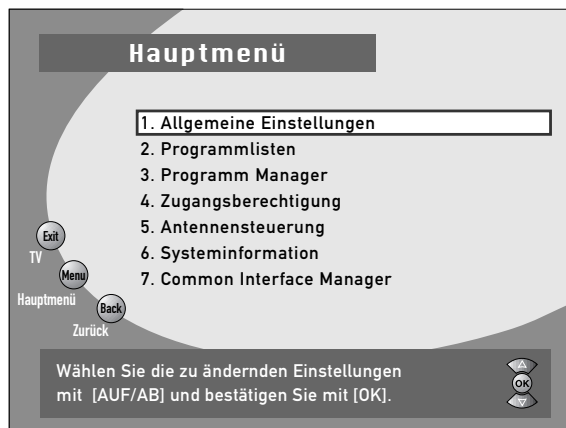 Hauptmenü
1. Allgemeine Einstellungen
2. Programmlisten
3. Programm Manager
4. Zugangsberechtigung
5. Antennensteuerung
6. Systeminformation
7. Common Interface Manager
Exit
TV
Menu
Hauptmenü
Back
Zurück
Wählen Sie die zu ändernden Einstellungen
mit [AUF/AB] und bestätigen Sie mit [OK].
OK